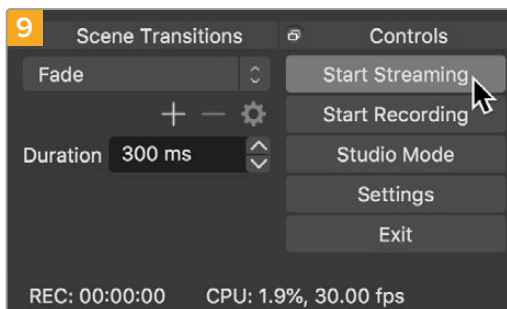 9
Scene Transitions
Controls
Fade
Start Streaming
Start Recording
Duration 300 ms
Studio Mode
Settings
Exit
REC: 00:00:00 CPU: 1.9%, 30.00 fps